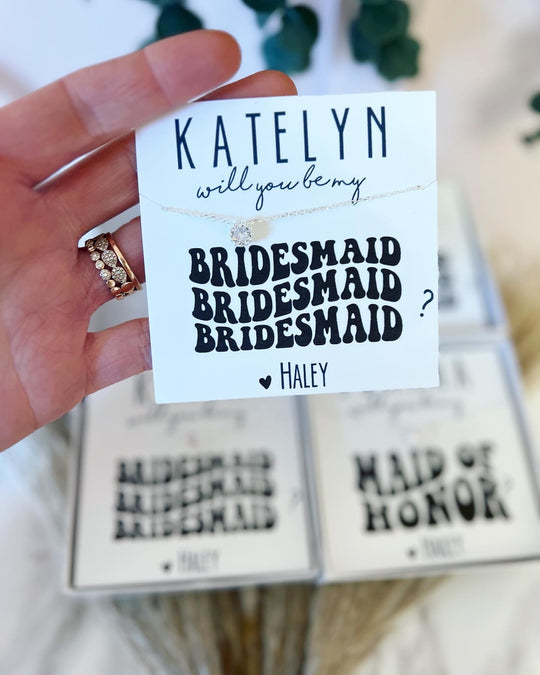 KATELYN
will you be my
BRIDESMAID
BRIDESMAID
BRIDESMAID
?
♥ HALEY
BRIDESMAID
BRIDESMAID
BRIDESMAID
?
♥ HALEY
MAID OF
HONOR?
♥ HALEY